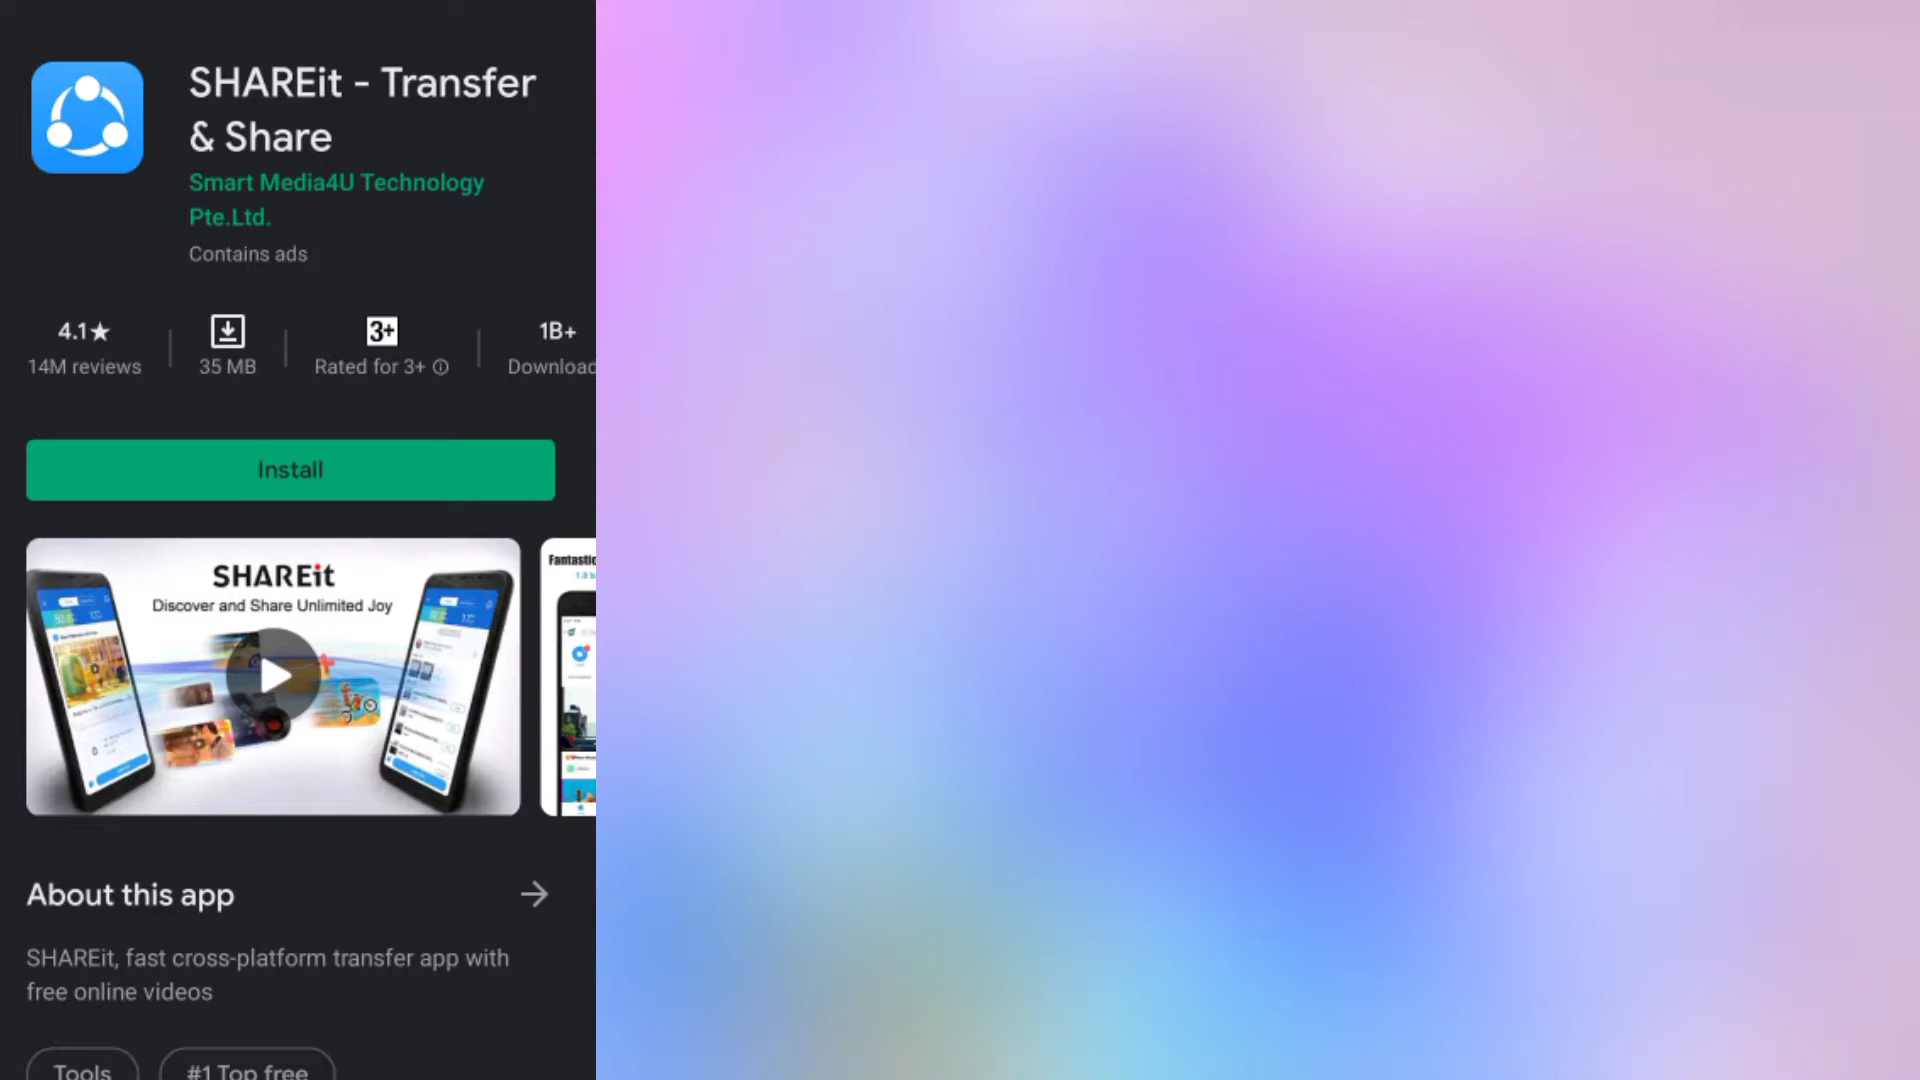 SHAREit - Transfer
& Share
Smart Media4U Technology
Pte.Ltd.
Contains ads
4.1★
14M reviews
35 MB
3+
Rated for 3+
1B+
Download
Install
SHAREit
Discover and Share Unlimited Joy
Fantastic
About this app
SHAREit, fast cross-platform transfer app with
free online videos
Tools
#1 Top free